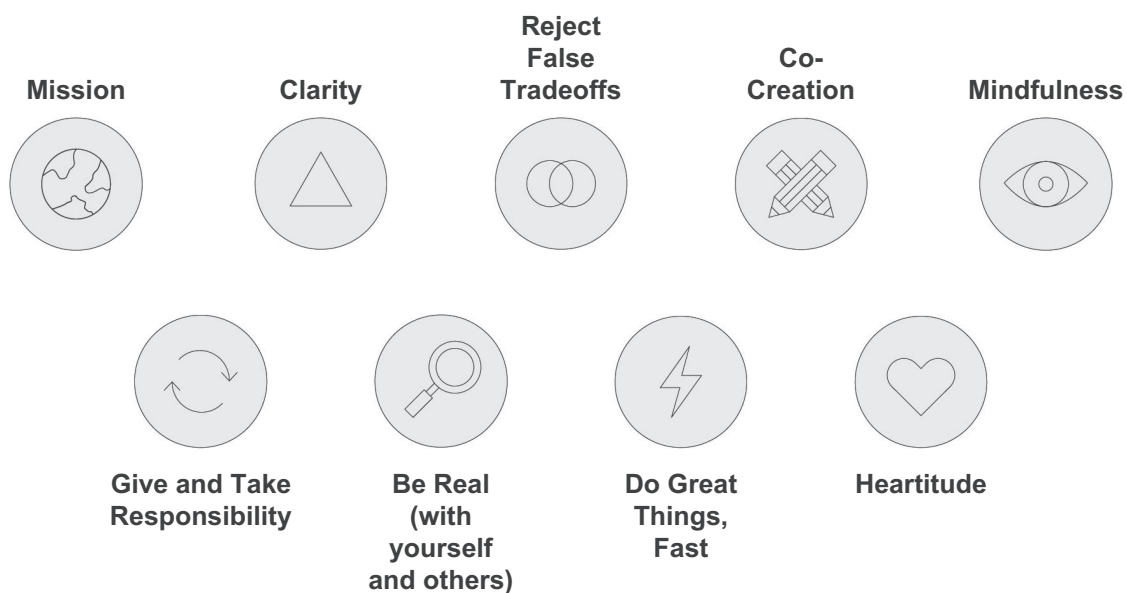 Mission
Clarity
Reject
False
Tradeoffs
Co-
Creation
Mindfulness
Give and Take
Responsibility
Be Real
(with
yourself
and others)
Do Great
Things,
Fast
Heartitude